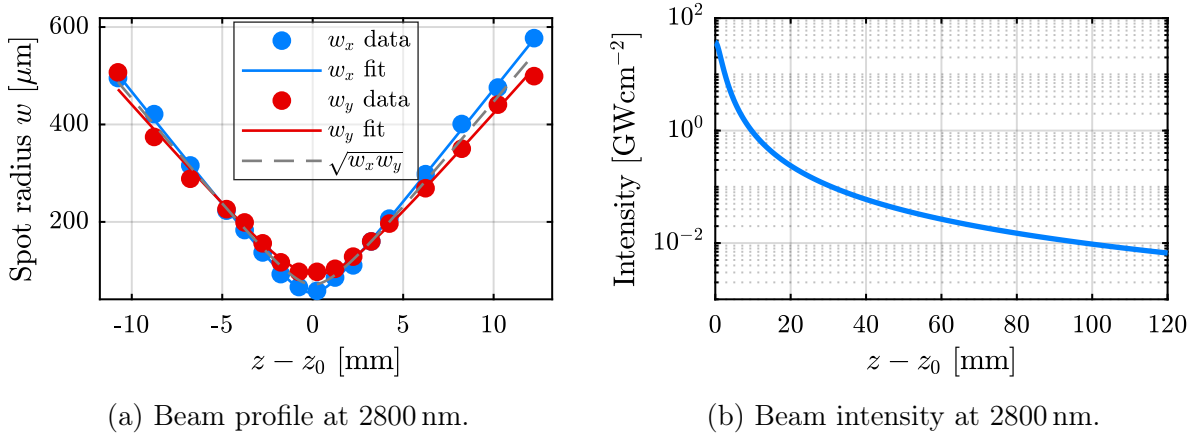 600
400
200
Spot radius w [μm]
w_x data
w_x fit
w_y data
w_y fit
√w_x w_y
-10
-5
0
5
10
z − z_0 [mm]
(a) Beam profile at 2800 nm.
10^2
10^0
10^−2
Intensity [GWcm^−2]
0
20
40
60
80
100
120
z − z_0 [mm]
(b) Beam intensity at 2800 nm.